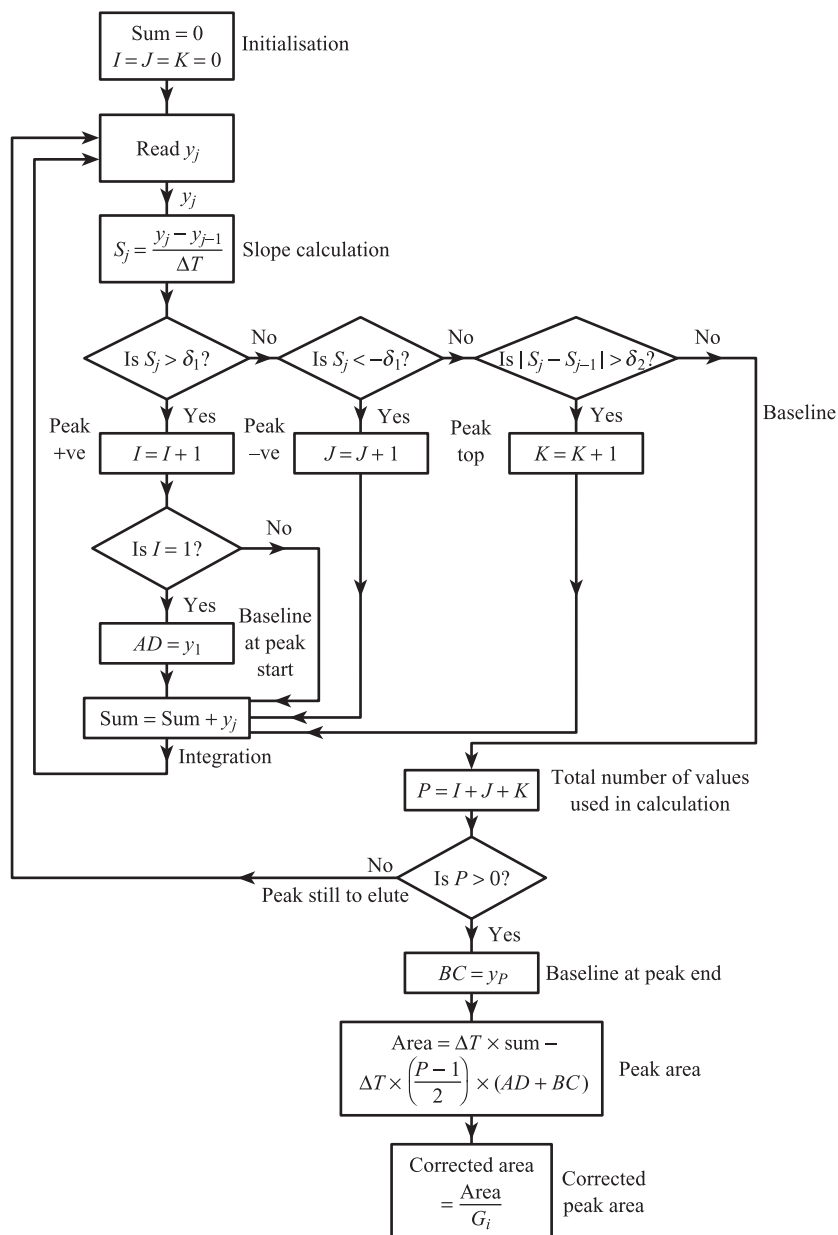 Sum = 0
I = J = K = 0
Initialisation
Read y_j
y_j
S_j = (y_j − y_{j−1}) / ΔT
Slope calculation
Is S_j > δ_1?
No
Is S_j < −δ_1?
No
Is |S_j − S_{j−1}| > δ_2?
No
Baseline
Yes
Peak
+ve
I = I + 1
Yes
Peak
−ve
J = J + 1
Yes
Peak
top
K = K + 1
Is I = 1?
No
Yes
AD = y_1
Baseline
at peak
start
Sum = Sum + y_j
Integration
P = I + J + K
Total number of values
used in calculation
Is P > 0?
No
Peak still to elute
Yes
BC = y_P
Baseline at peak end
Area = ΔT × sum −
ΔT × ((P − 1) / 2) × (AD + BC)
Peak area
Corrected area
= Area / G_i
Corrected
peak area